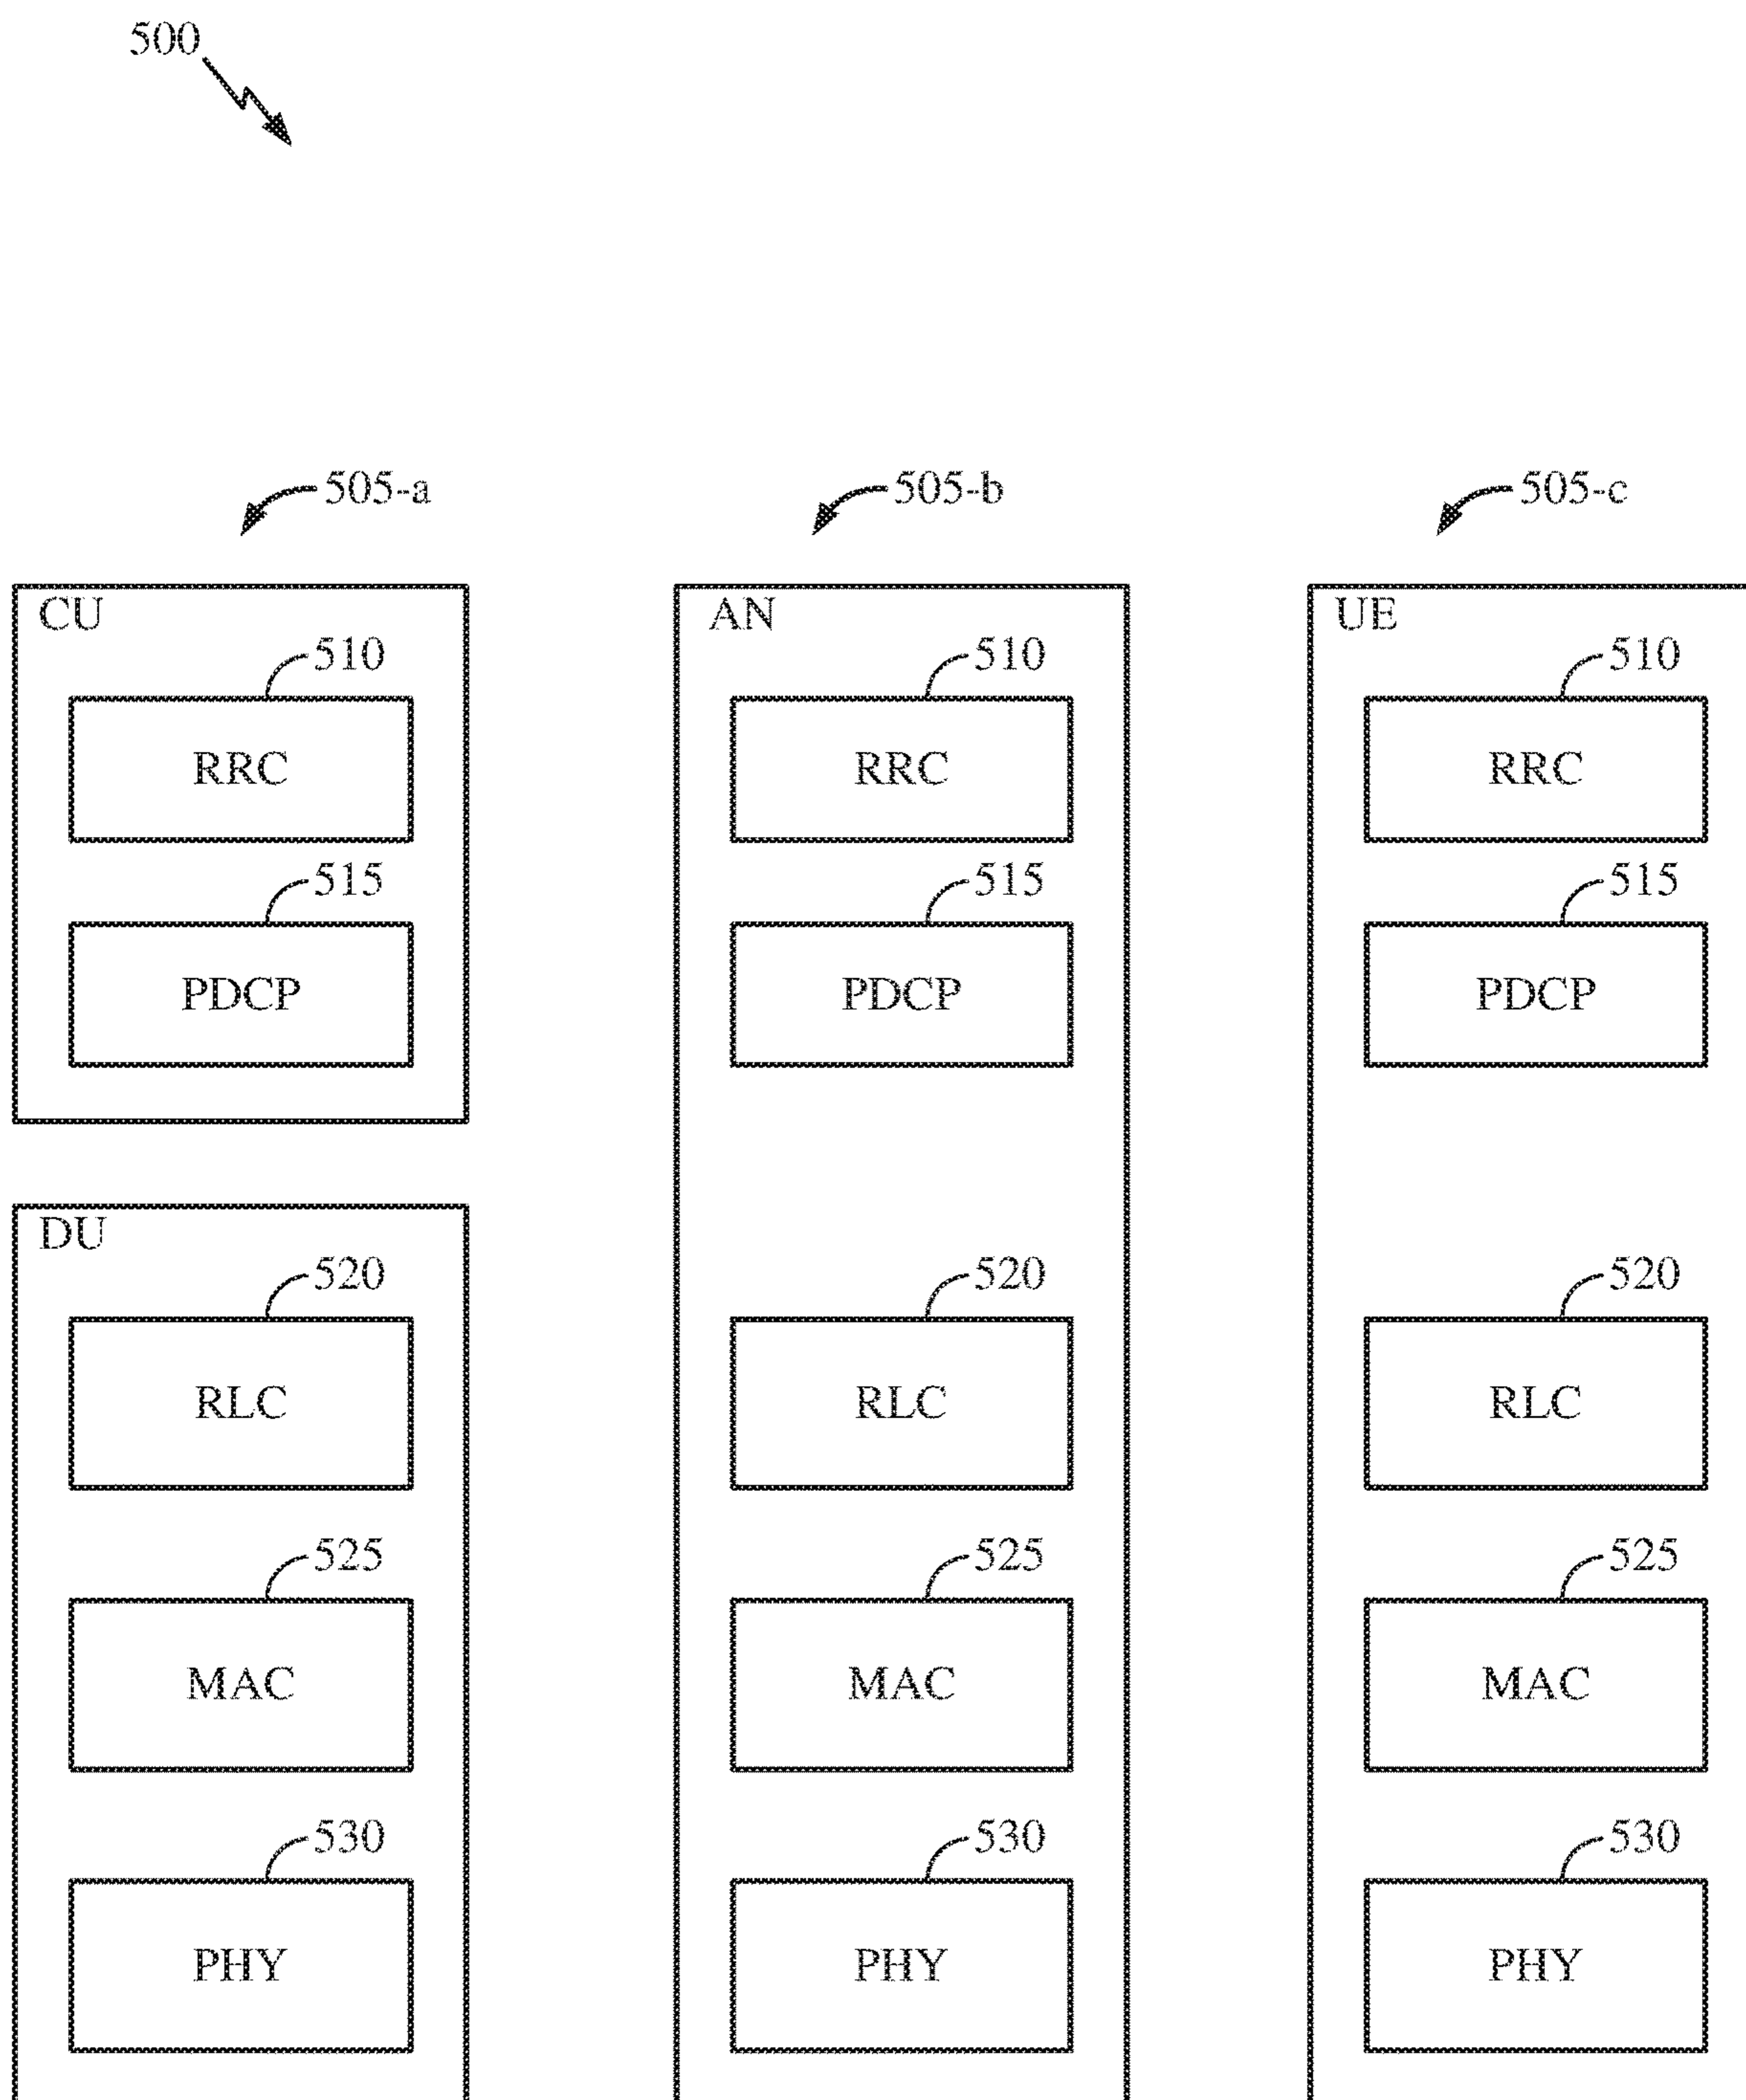 500
505-a 505-b 505-c
CU AN UE
510 510 510
RRC RRC RRC
515 515 515
PDCP PDCP PDCP
DU
520 520 520
RLC RLC RLC
525 525 525
MAC MAC MAC
530 530 530
PHY PHY PHY